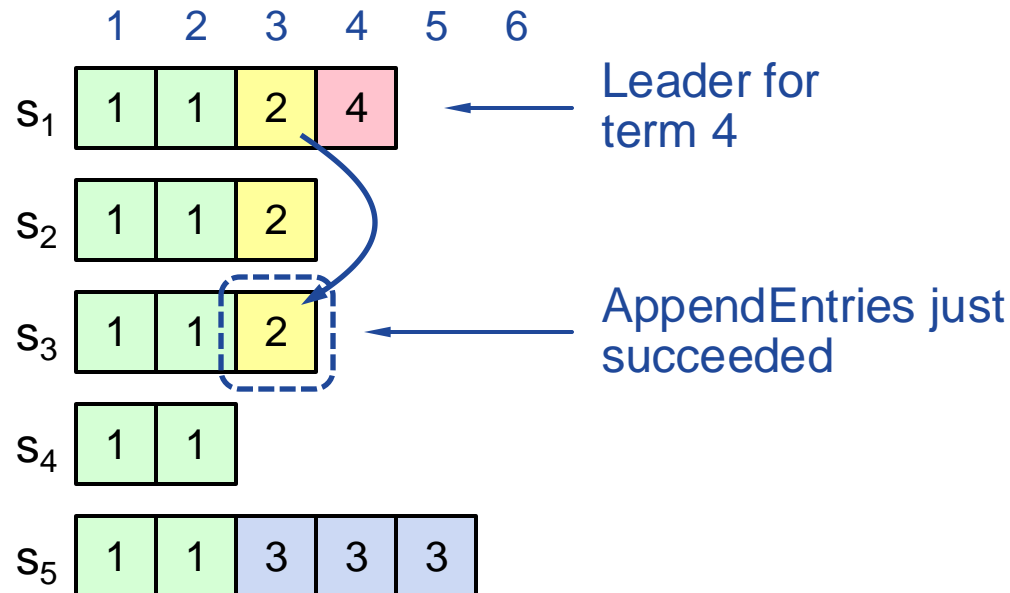 1 2 3 4 5 6
s1 1 1 2 4
Leader for
term 4
s2 1 1 2
s3 1 1 2
AppendEntries just
succeeded
s4 1 1
s5 1 1 3 3 3